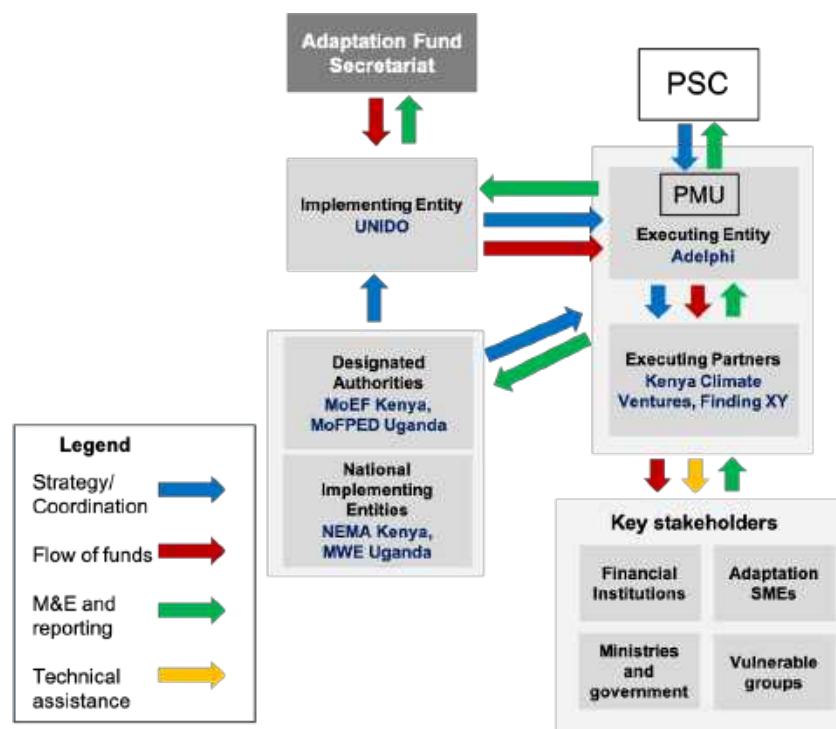 Adaptation Fund
Secretariat
PSC
Implementing Entity
UNIDO
PMU
Executing Entity
Adelphi
Designated
Authorities
MoEF Kenya,
MoFPED Uganda
National
Implementing
Entities
NEMA Kenya,
MWE Uganda
Executing Partners
Kenya Climate
Ventures, Finding XY
Legend
Strategy/
Coordination
Flow of funds
M&E and
reporting
Technical
assistance
Key stakeholders
Financial
Institutions
Adaptation
SMEs
Ministries
and
government
Vulnerable
groups